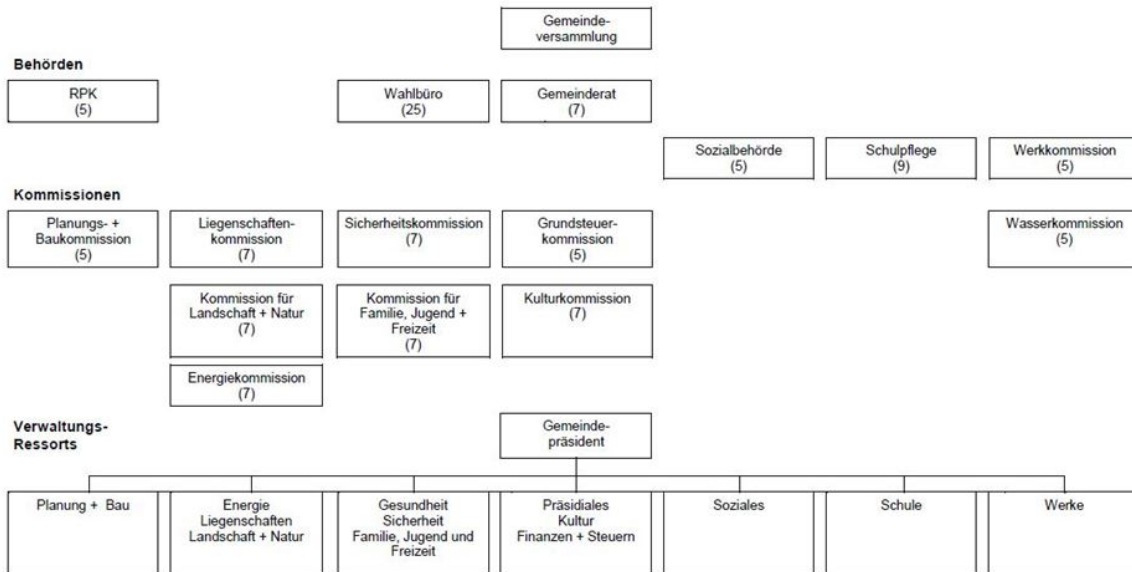 Gemeinde-
versammlung
Behörden
RPK
(5)
Wahlbüro
(25)
Gemeinderat
(7)
Sozialbehörde
(5)
Schulpflege
(9)
Werkkommission
(5)
Kommissionen
Planungs- +
Baukommission
(5)
Liegenschaften-
kommission
(7)
Sicherheitskommission
(7)
Grundsteuer-
kommission
(5)
Wasserkommission
(5)
Kommission für
Landschaft + Natur
(7)
Kommission für
Familie, Jugend +
Freizeit
(7)
Kulturkommission
(7)
Energiekommission
(7)
Verwaltungs-
Ressorts
Gemeinde-
präsident
Planung + Bau
Energie
Liegenschaften
Landschaft + Natur
Gesundheit
Sicherheit
Familie, Jugend und
Freizeit
Präsidiales
Kultur
Finanzen + Steuern
Soziales
Schule
Werke